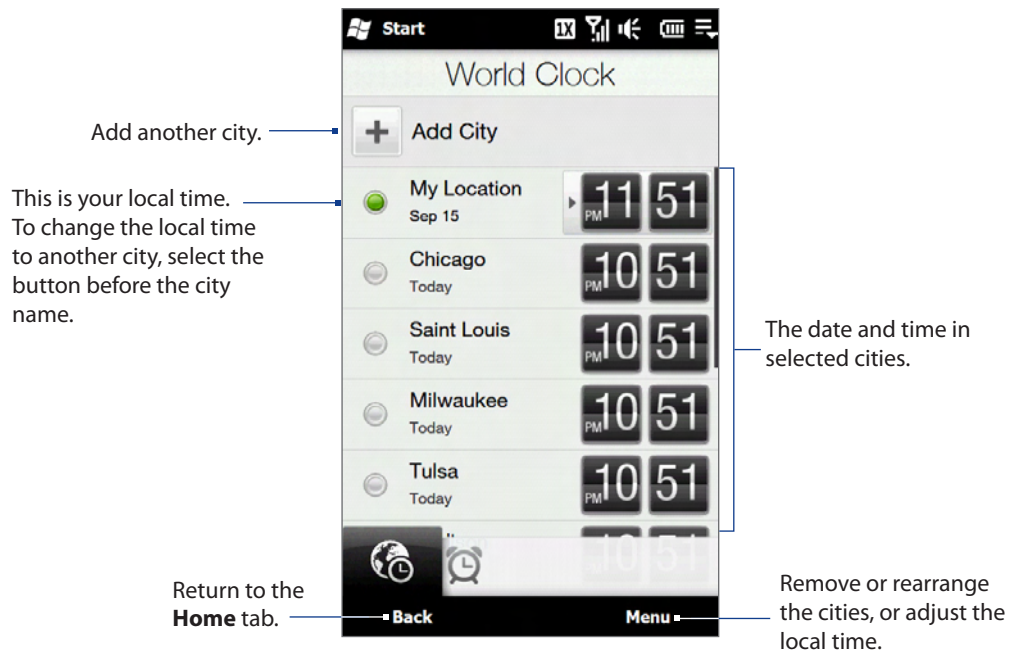 Start 1X
World Clock
Add City
My Location
Sep 15
PM 11 51
Chicago
Today
PM 10 51
Saint Louis
Today
PM 10 51
Milwaukee
Today
PM 10 51
Tulsa
Today
PM 10 51
Back
Menu
Add another city.
This is your local time.
To change the local time
to another city, select the
button before the city
name.
The date and time in
selected cities.
Return to the
Home tab.
Remove or rearrange
the cities, or adjust the
local time.